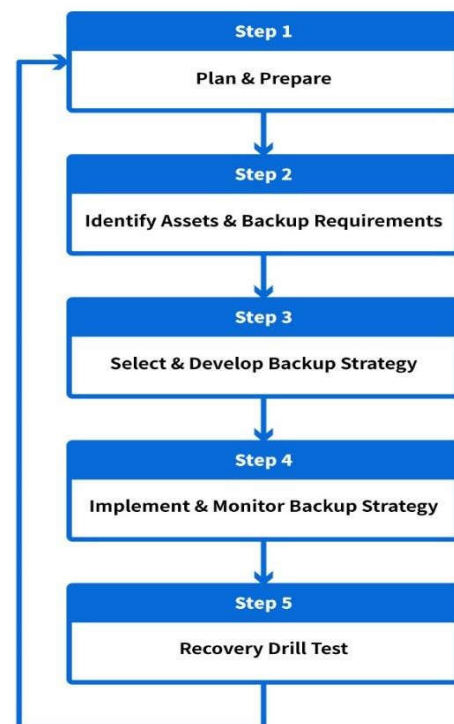 Step 1
Plan & Prepare
Step 2
Identify Assets & Backup Requirements
Step 3
Select & Develop Backup Strategy
Step 4
Implement & Monitor Backup Strategy
Step 5
Recovery Drill Test